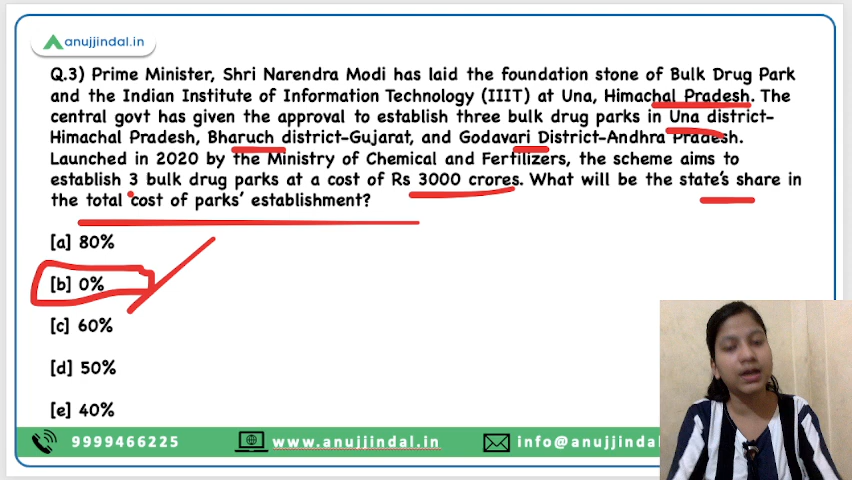 anujjindal.in
Q.3) Prime Minister, Shri Narendra Modi has laid the foundation stone of Bulk Drug Park
and the Indian Institute of Information Technology (IIIT) at Una, Himachal Pradesh. The
central govt has given the approval to establish three bulk drug parks in Una district-
Himachal Pradesh, Bharuch district-Gujarat, and Godavari District-Andhra Pradesh.
Launched in 2020 by the Ministry of Chemical and Fertilizers, the scheme aims to
establish 3 bulk drug parks at a cost of Rs 3000 crores. What will be the state's share in
the total cost of parks' establishment?
[a] 80%
[b] 0%
[c] 60%
[d] 50%
[e] 40%
9999466225 www.anujjindal.in info@anujjindal